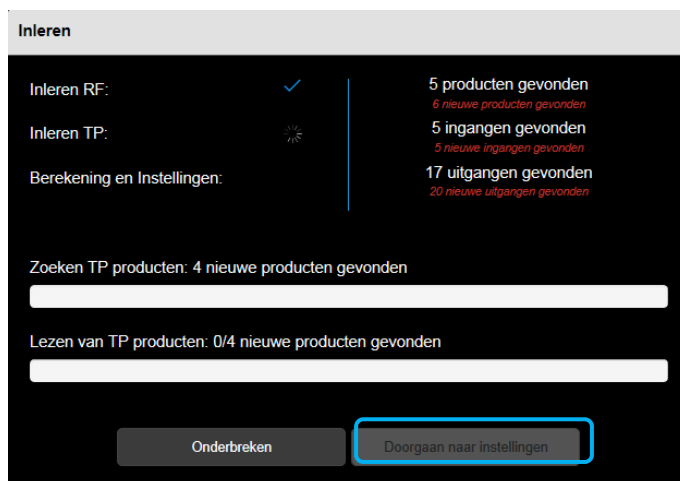 Inleren
Inleren RF:
5 producten gevonden
6 nieuwe producten gevonden
Inleren TP:
5 ingangen gevonden
5 nieuwe ingangen gevonden
Berekening en Instellingen:
17 uitgangen gevonden
20 nieuwe uitgangen gevonden
Zoeken TP producten: 4 nieuwe producten gevonden
Lezen van TP producten: 0/4 nieuwe producten gevonden
Onderbreken
Doorgaan naar instellingen